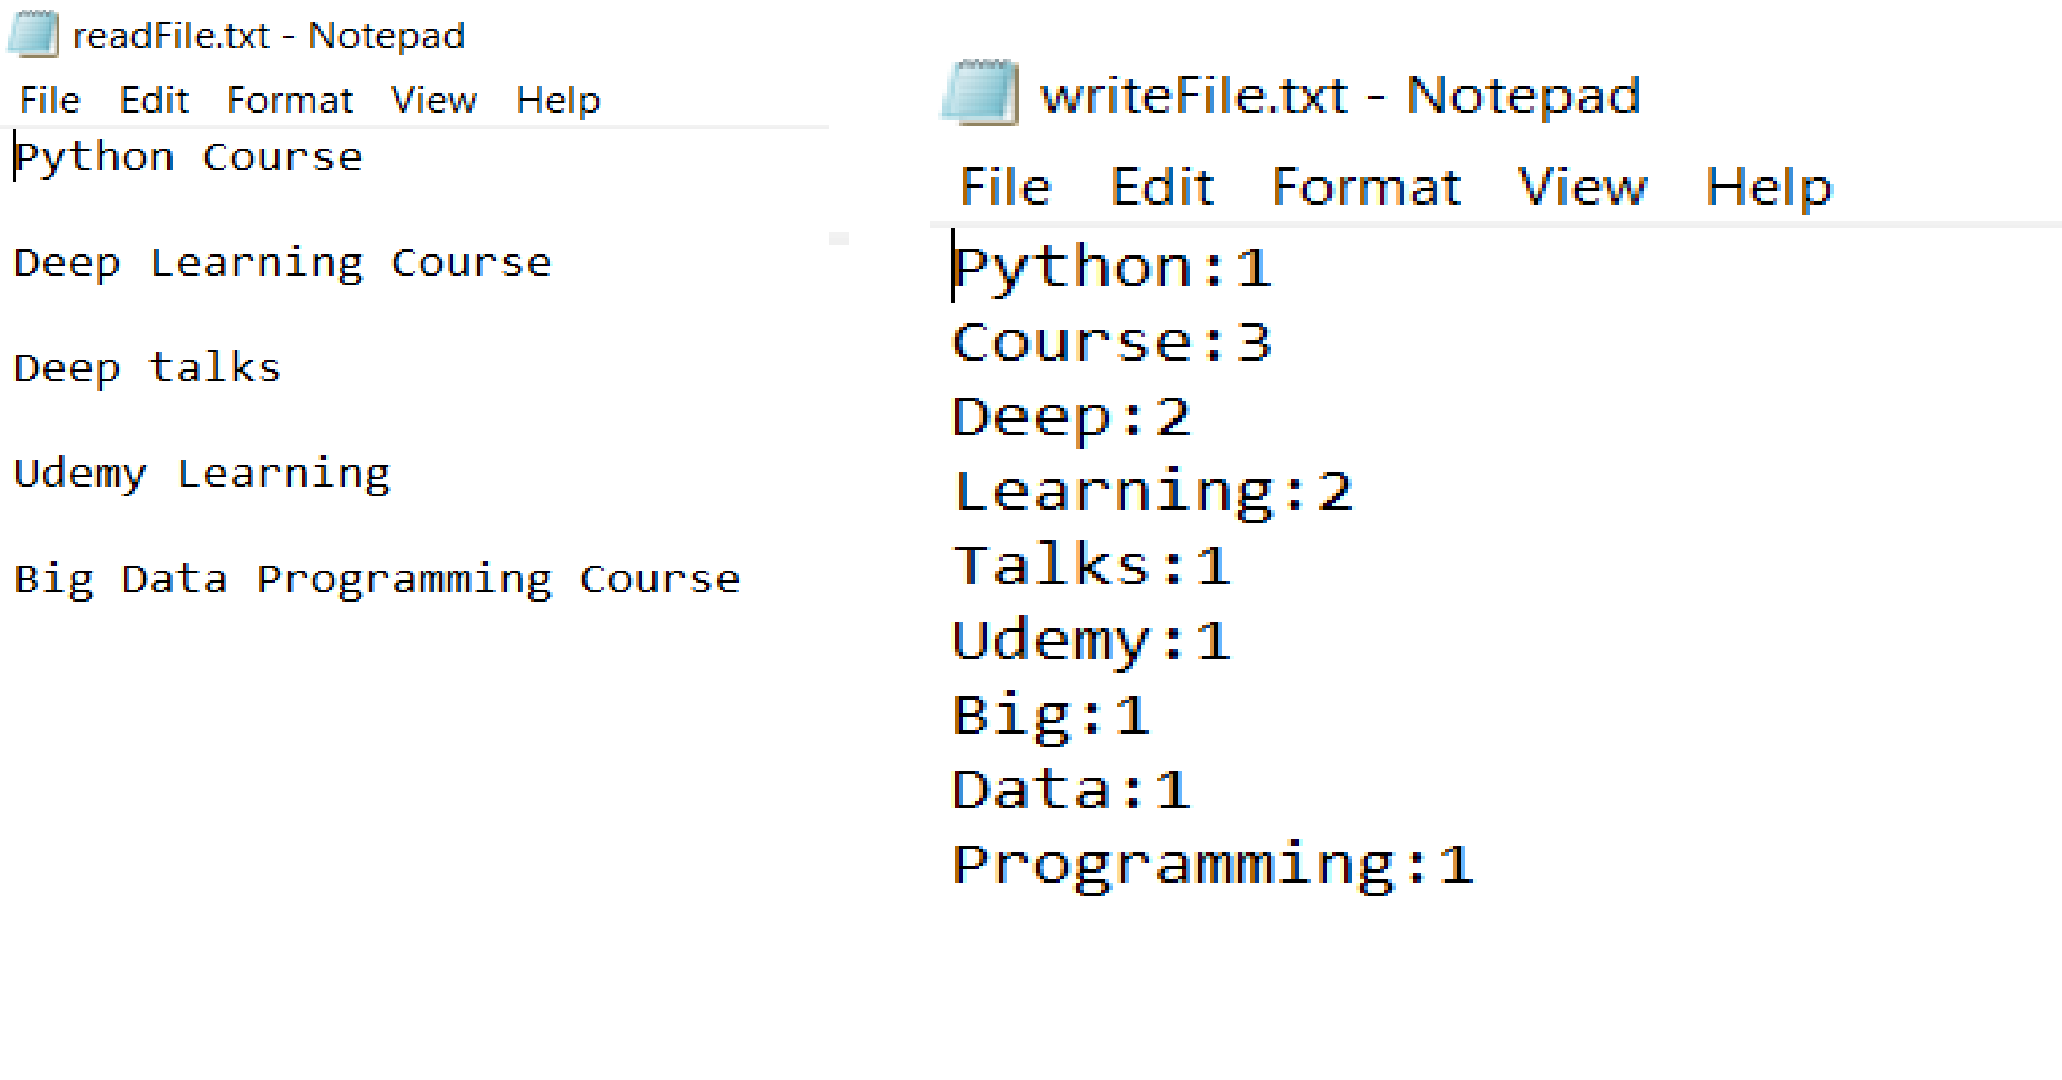 readFile.txt - Notepad
File Edit Format View Help
Python Course
Deep Learning Course
Deep talks
Udemy Learning
Big Data Programming Course
writeFile.txt - Notepad
File Edit Format View Help
Python:1
Course:3
Deep:2
Learning:2
Talks:1
Udemy:1
Big:1
Data:1
Programming:1